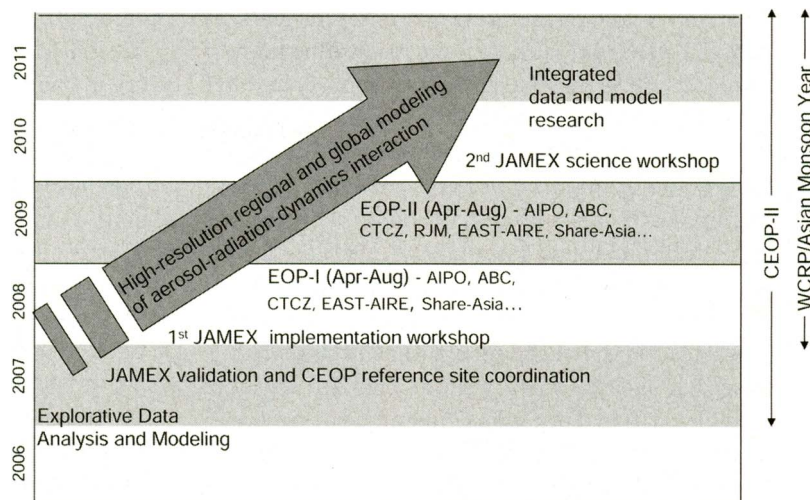 2011
Integrated
data and model
research
2010
2nd JAMEX science workshop
High-resolution regional and global modeling
of aerosol-radiation-dynamics interaction
2009
EOP-II (Apr-Aug) - AIPO, ABC,
CTCZ, RJM, EAST-AIRE, Share-Asia...
EOP-I (Apr-Aug) - AIPO, ABC,
CTCZ, EAST-AIRE, Share-Asia...
2008
1st JAMEX implementation workshop
2007
JAMEX validation and CEOP reference site coordination
Explorative Data
Analysis and Modeling
2006
CEOP-II
WCRP/Asian Monsoon Year